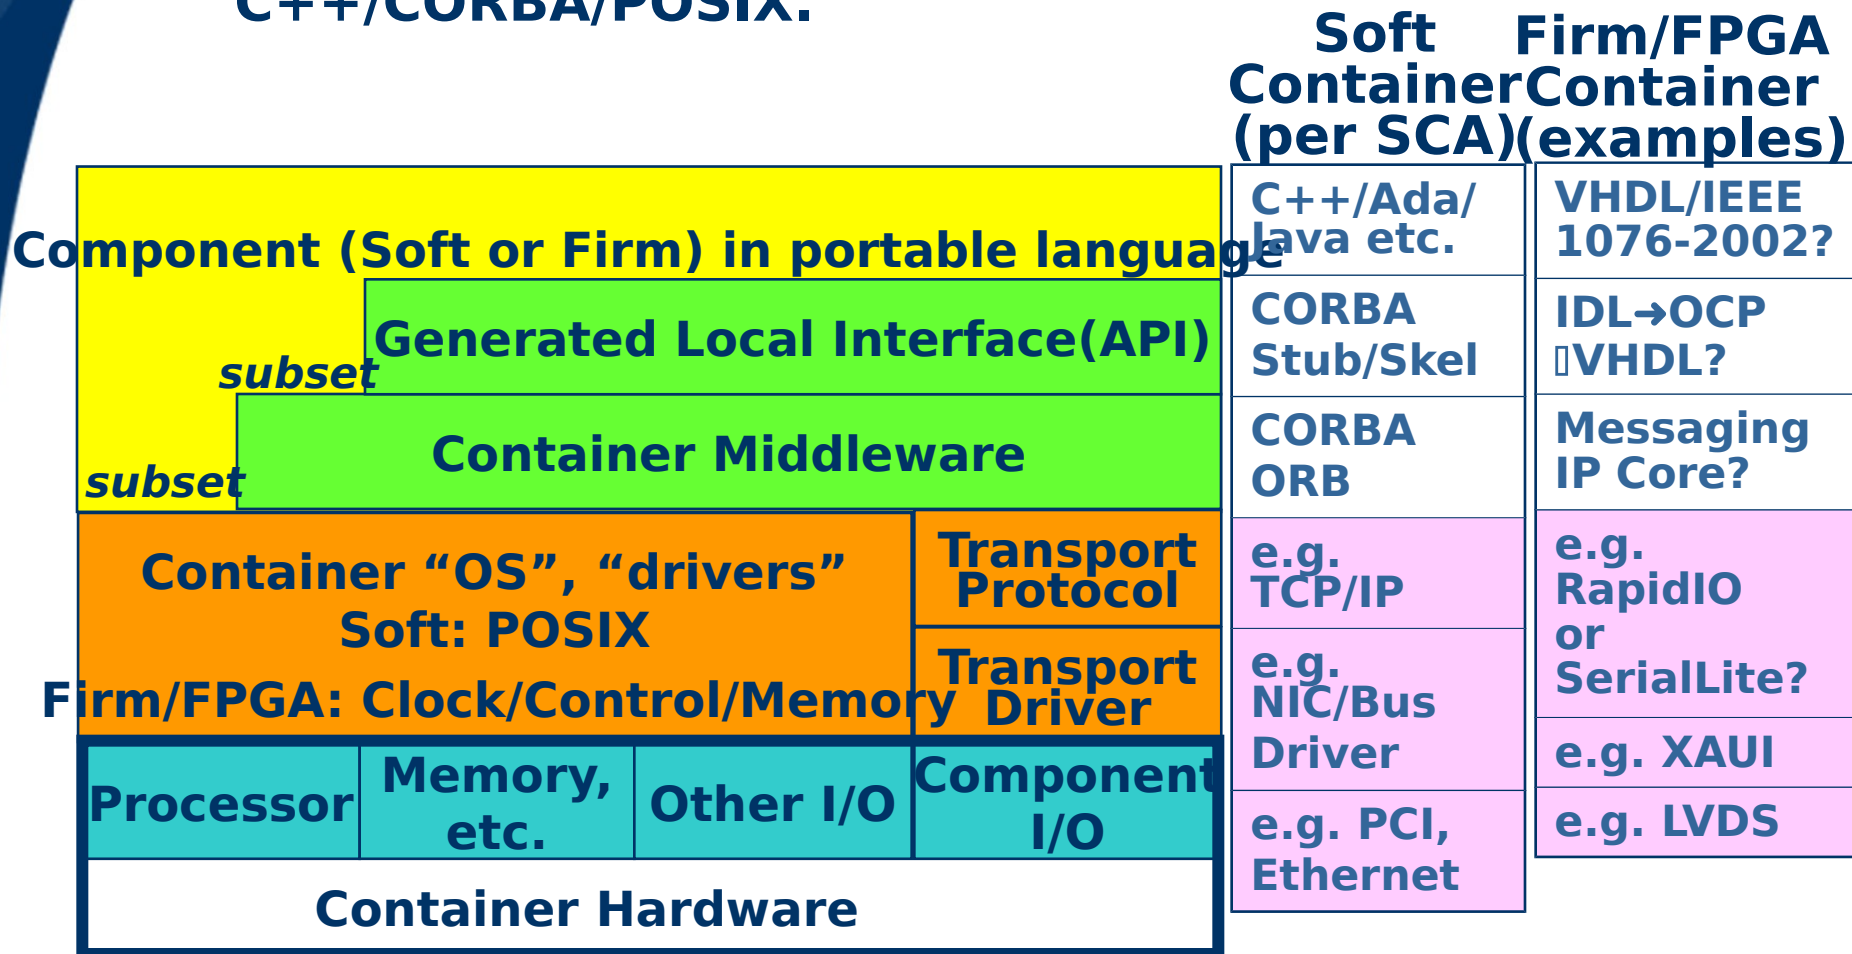 C++/CORBA/POSIX.
Soft
Container
(per SCA)
Firm/FPGA
Container
(examples)
Component (Soft or Firm) in portable language
Generated Local Interface(API)
subset
Container Middleware
subset
Container “OS”, “drivers”
Soft: POSIX
Firm/FPGA: Clock/Control/Memory
Transport
Protocol
Transport
Driver
Processor
Memory,
etc.
Other I/O
Component
I/O
Container Hardware
C++/Ada/
Java etc.
CORBA
Stub/Skel
CORBA
ORB
e.g.
TCP/IP
e.g.
NIC/Bus
Driver
e.g. PCI,
Ethernet
VHDL/IEEE
1076-2002?
IDL➔OCP
▯VHDL?
Messaging
IP Core?
e.g.
RapidIO
or
SerialLite?
e.g. XAUI
e.g. LVDS